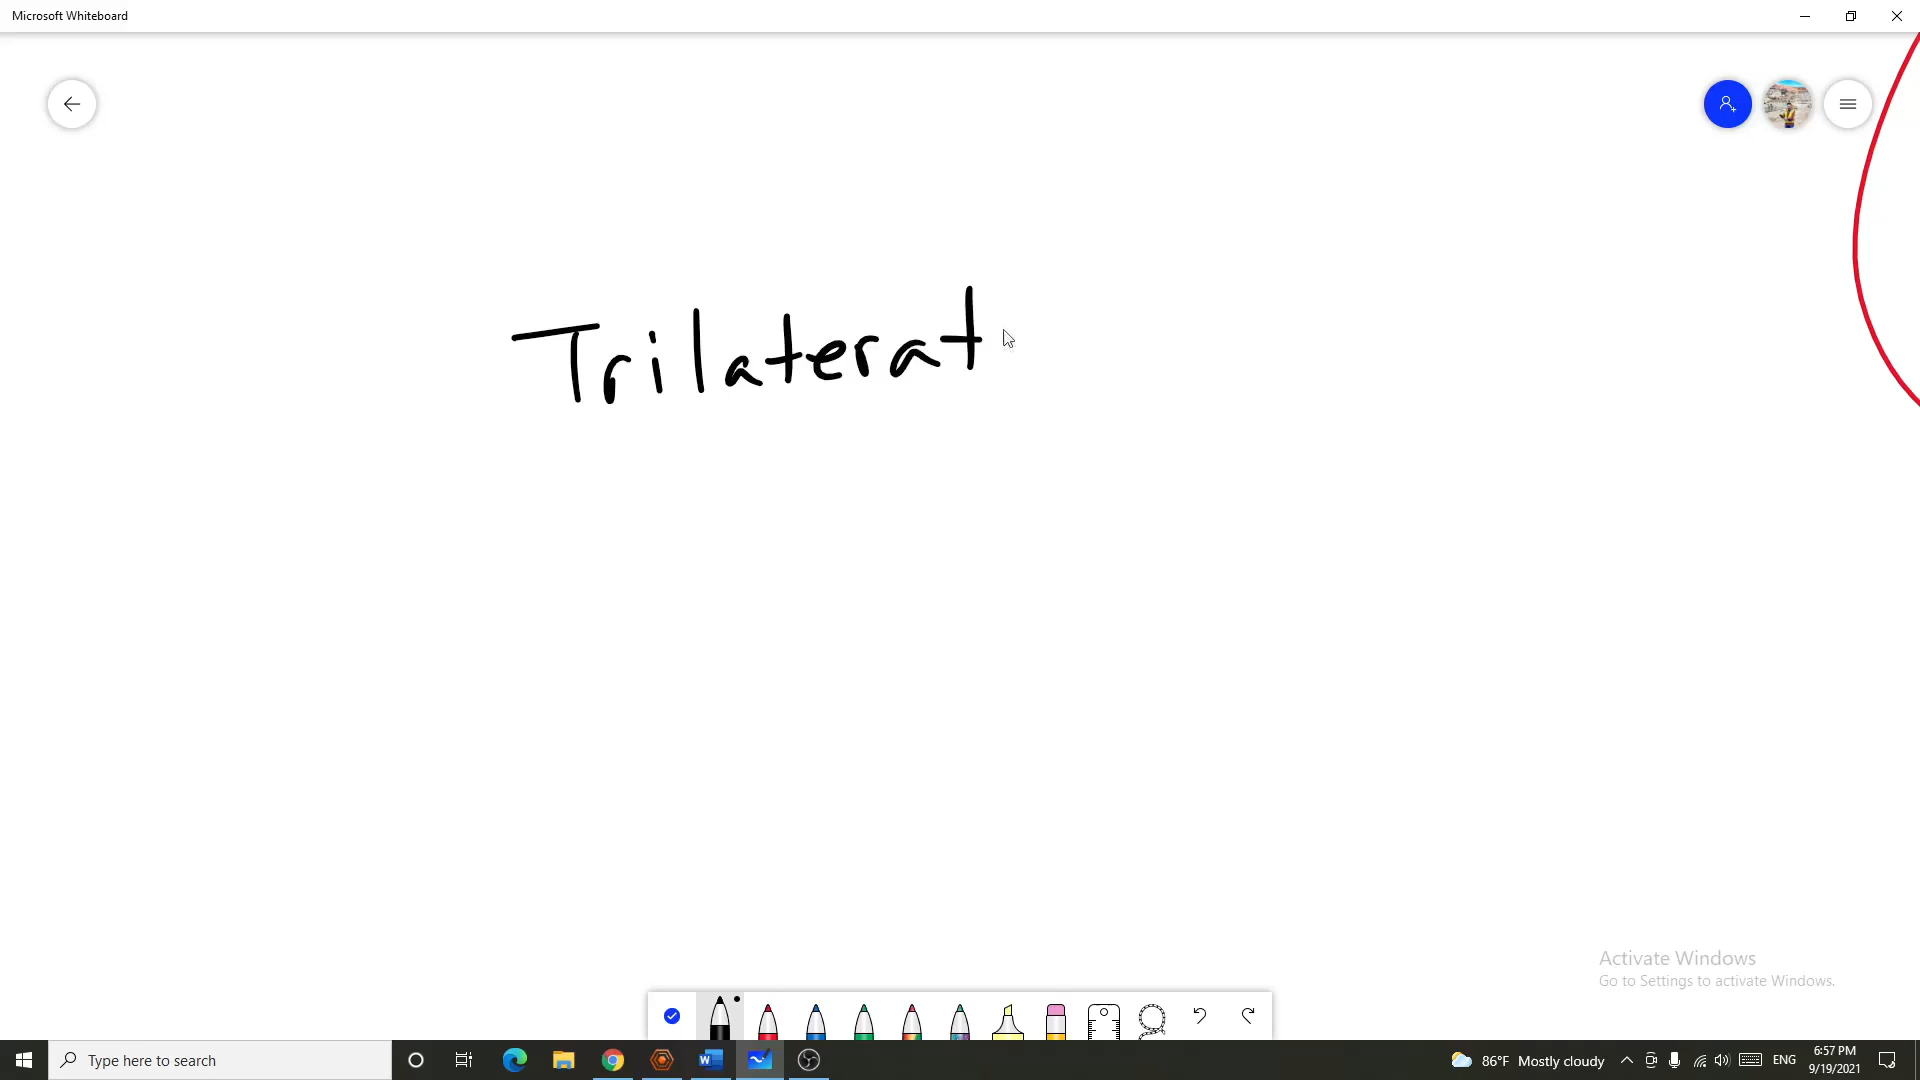 Microsoft Whiteboard
Trilaterat
Activate Windows
Go to Settings to activate Windows.
Type here to search
86°F Mostly cloudy
ENG
6:57 PM
9/19/2021